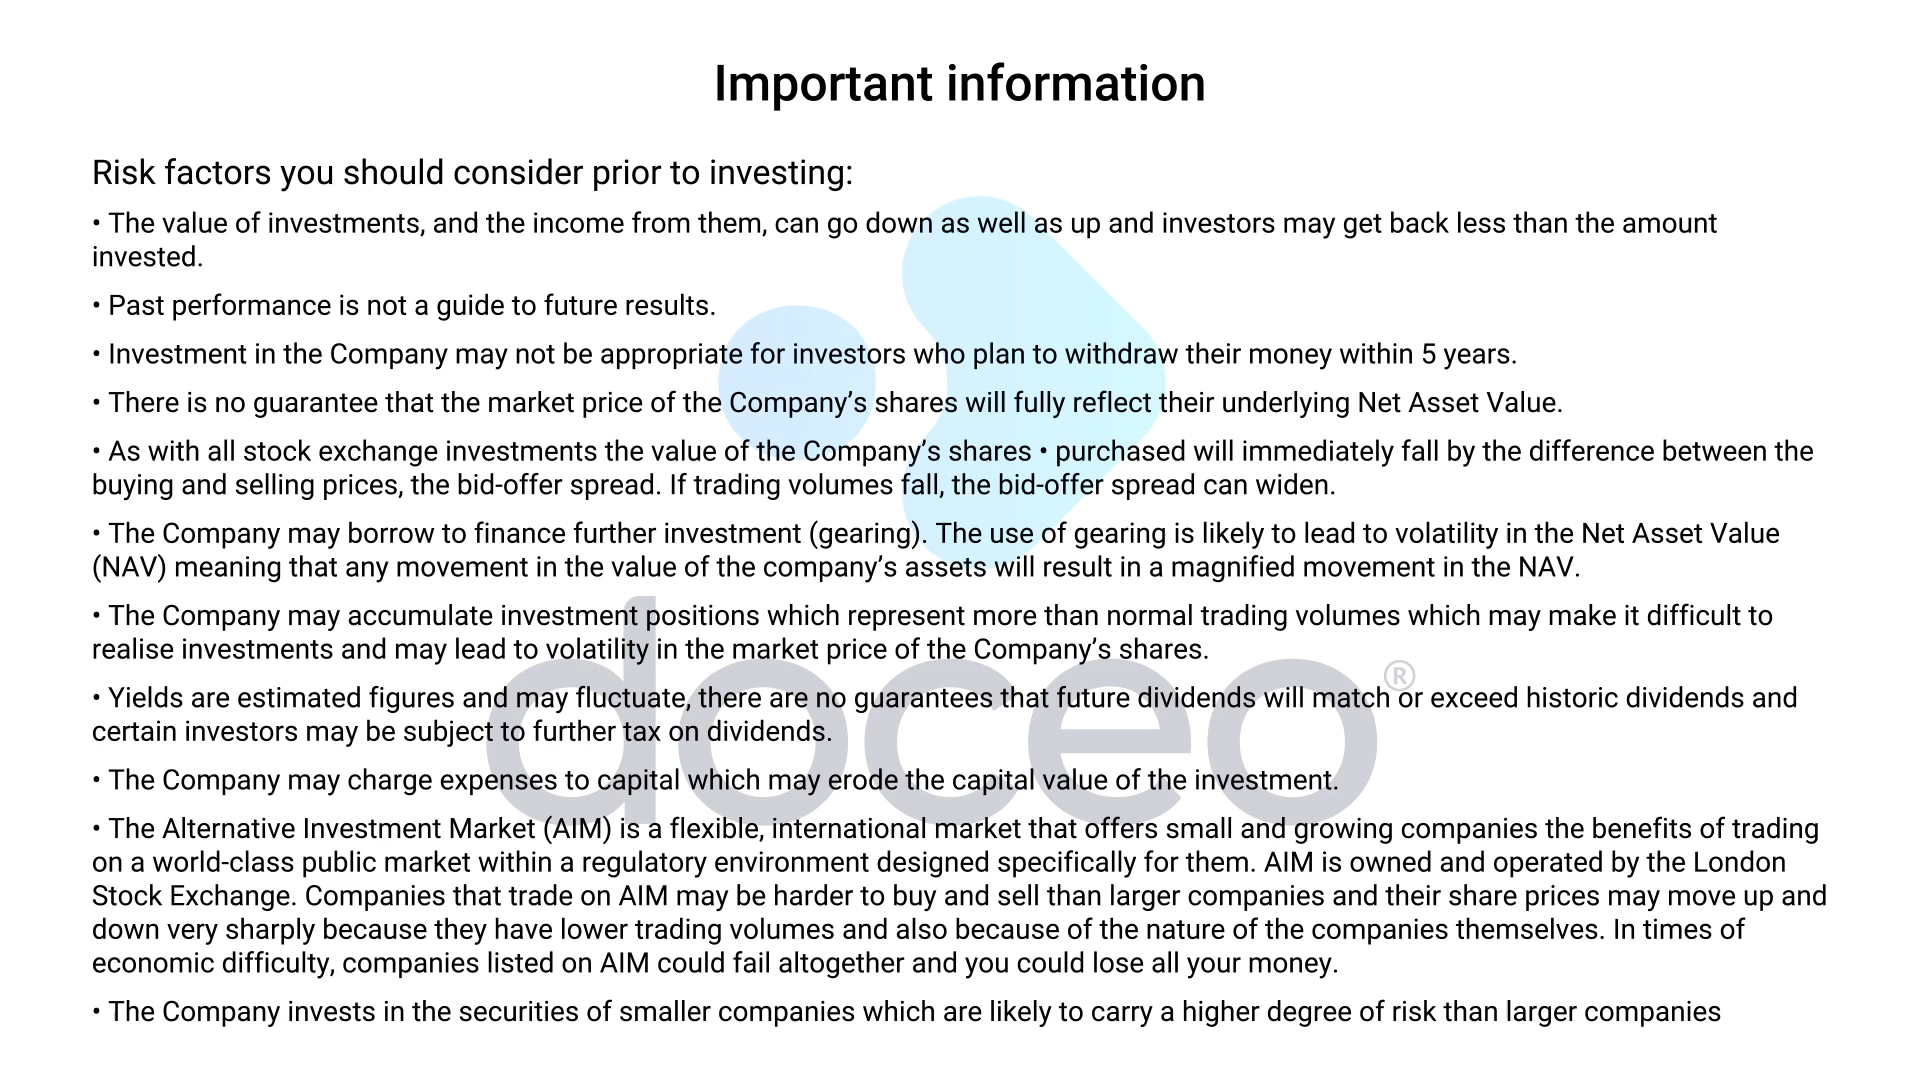 Important information
Risk factors you should consider prior to investing:
• The value of investments, and the income from them, can go down as well as up and investors may get back less than the amount
invested.
• Past performance is not a guide to future results.
• Investment in the Company may not be appropriate for investors who plan to withdraw their money within 5 years.
• There is no guarantee that the market price of the Company’s shares will fully reflect their underlying Net Asset Value.
• As with all stock exchange investments the value of the Company’s shares • purchased will immediately fall by the difference between the
buying and selling prices, the bid-offer spread. If trading volumes fall, the bid-offer spread can widen.
• The Company may borrow to finance further investment (gearing). The use of gearing is likely to lead to volatility in the Net Asset Value
(NAV) meaning that any movement in the value of the company’s assets will result in a magnified movement in the NAV.
• The Company may accumulate investment positions which represent more than normal trading volumes which may make it difficult to
realise investments and may lead to volatility in the market price of the Company’s shares.
• Yields are estimated figures and may fluctuate, there are no guarantees that future dividends will match or exceed historic dividends and
certain investors may be subject to further tax on dividends.
• The Company may charge expenses to capital which may erode the capital value of the investment.
• The Alternative Investment Market (AIM) is a flexible, international market that offers small and growing companies the benefits of trading
on a world-class public market within a regulatory environment designed specifically for them. AIM is owned and operated by the London
Stock Exchange. Companies that trade on AIM may be harder to buy and sell than larger companies and their share prices may move up and
down very sharply because they have lower trading volumes and also because of the nature of the companies themselves. In times of
economic difficulty, companies listed on AIM could fail altogether and you could lose all your money.
• The Company invests in the securities of smaller companies which are likely to carry a higher degree of risk than larger companies
doceo®